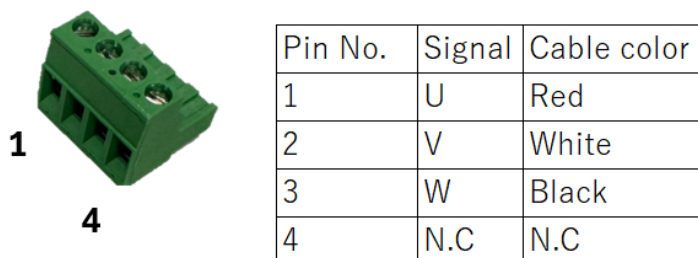 1
4
Pin No. Signal Cable color
1 U Red
2 V White
3 W Black
4 N.C N.C